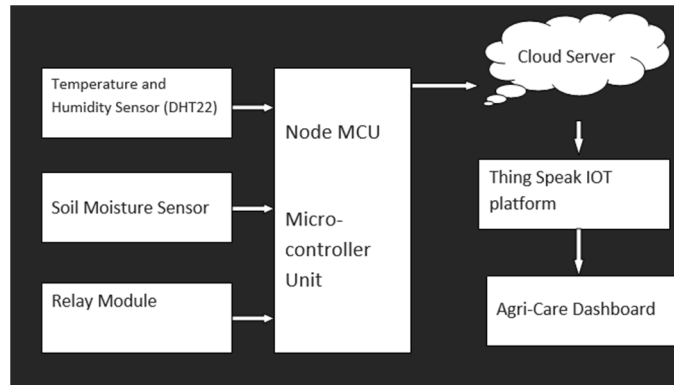 Temperature and
Humidity Sensor (DHT22)
Soil Moisture Sensor
Relay Module
Node MCU
Micro-
controller
Unit
Cloud Server
Thing Speak IOT
platform
Agri-Care Dashboard